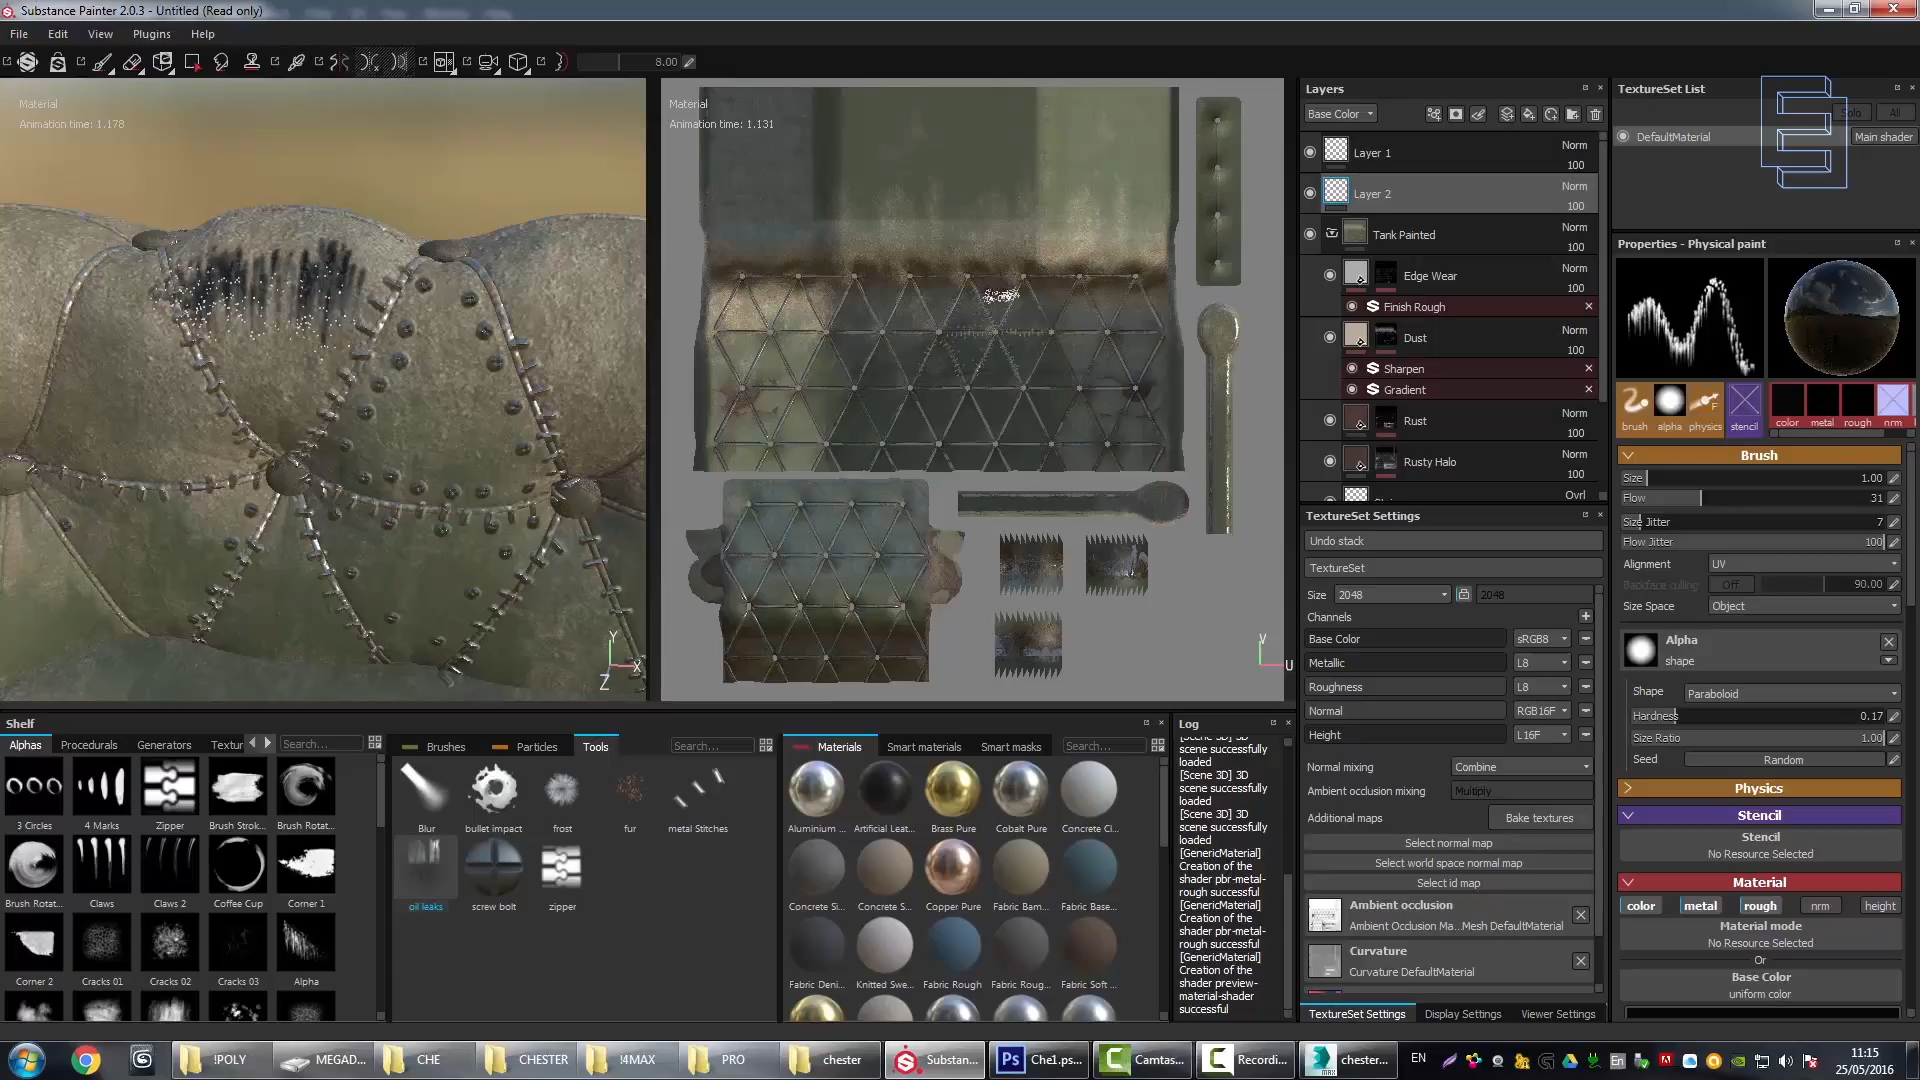 Substance Painter 2.0.3 - Untitled (Read only)
File Edit View Plugins Help
8.00
Material
Animation time: 1.178
Y
X
Z
Material
Animation time: 1.131
V
U
Layers
Base Color
Layer 1 Norm 100
Layer 2 Norm 100
Tank Painted Norm 100
Edge Wear Norm 100
Finish Rough
Dust Norm 100
Sharpen
Gradient
Rust Norm 100
Rusty Halo Norm 100
Ovrl
TextureSet Settings
Undo stack
TextureSet
Size 2048 2048
Channels
Base Color sRGB8
Metallic L8
Roughness L8
Normal RGB16F
Height L16F
Normal mixing Combine
Ambient occlusion mixing Multiply
Additional maps Bake textures
Select normal map
Select world space normal map
Select id map
Ambient occlusion
Ambient Occlusion Ma...Mesh DefaultMaterial
Curvature
Curvature DefaultMaterial
TextureSet Settings Display Settings Viewer Settings
TextureSet List
Solo All
DefaultMaterial Main shader
Properties - Physical paint
brush alpha physics stencil color metal rough nrm
Brush
Size 1.00
Flow 31
Size Jitter 7
Flow Jitter 100
Alignment UV
Backface culling Off 90.00
Size Space Object
Alpha
shape
Shape Paraboloid
Hardness 0.17
Size Ratio 1.00
Seed Random
Physics
Stencil
Stencil
No Resource Selected
Material
color metal rough nrm height
Material mode
No Resource Selected
Or
Base Color
uniform color
Shelf
Alphas Procedurals Generators Textur Search...
3 Circles 4 Marks Zipper Brush Strok... Brush Rotat...
Brush Rotat... Claws Claws 2 Coffee Cup Corner 1
Corner 2 Cracks 01 Cracks 02 Cracks 03 Alpha
Brushes Particles Tools Search...
Blur bullet impact frost fur metal Stitches
oil leaks screw bolt zipper
Materials Smart materials Smart masks Search...
Aluminium ... Artificial Leat... Brass Pure Cobalt Pure Concrete Cl...
Concrete Si... Concrete S... Copper Pure Fabric Bam... Fabric Base...
Fabric Deni... Knitted Swe... Fabric Rough Fabric Roug... Fabric Soft ...
Log
[Scene 3D] 3D
scene successfully
loaded
[Scene 3D] 3D
scene successfully
loaded
[Scene 3D] 3D
scene successfully
loaded
[GenericMaterial]
Creation of the
shader pbr-metal-
rough successful
[GenericMaterial]
Creation of the
shader pbr-metal-
rough successful
[GenericMaterial]
Creation of the
shader preview-
material-shader
successful
!POLY MEGAD... CHE CHESTER !4MAX PRO chester Substan... Ps Che1.ps... Camtas... Recordi... chester...
EN En
11:15
25/05/2016